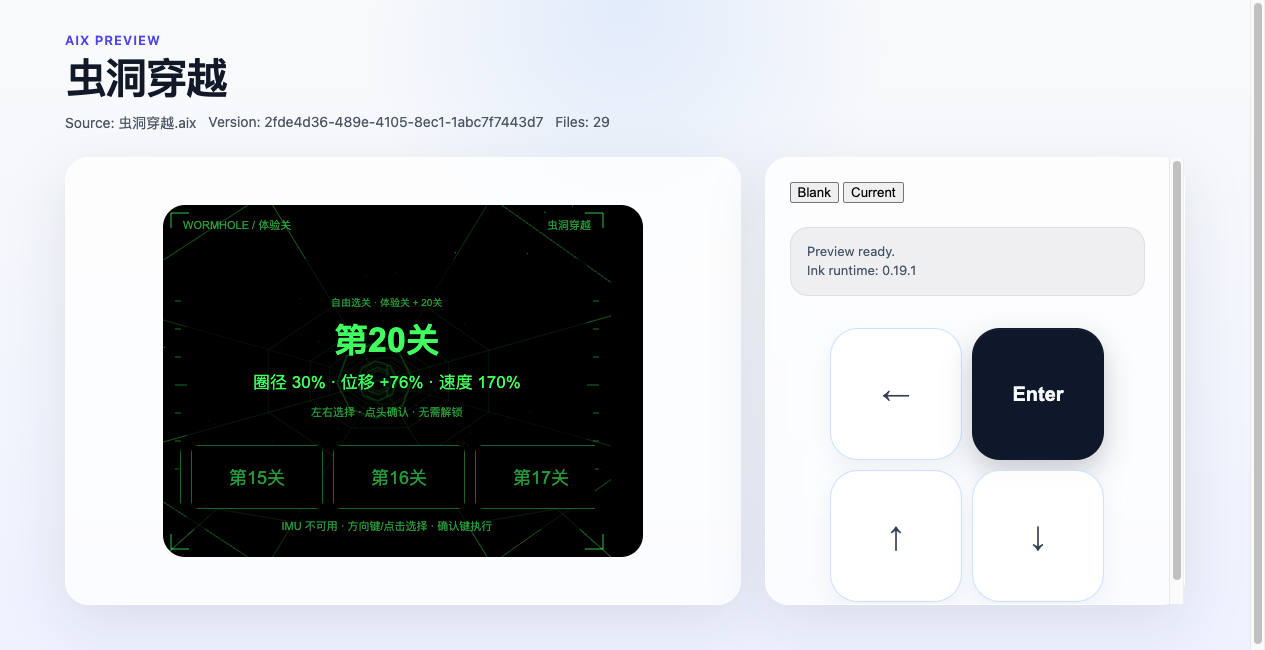 AIX PREVIEW
虫洞穿越
Source: 虫洞穿越.aix Version: 2fde4d36-489e-4105-8ec1-1abc7f7443d7 Files: 29
WORMHOLE / 体验关
虫洞穿越
自由选关 · 体验关 + 20关
第20关
圈径 30% · 位移 +76% · 速度 170%
左右选择 · 点头确认 · 无需解锁
第15关
第16关
第17关
IMU 不可用 · 方向键/点击选择 · 确认键执行
Blank
Current
Preview ready.
Ink runtime: 0.19.1
←
Enter
↑
↓